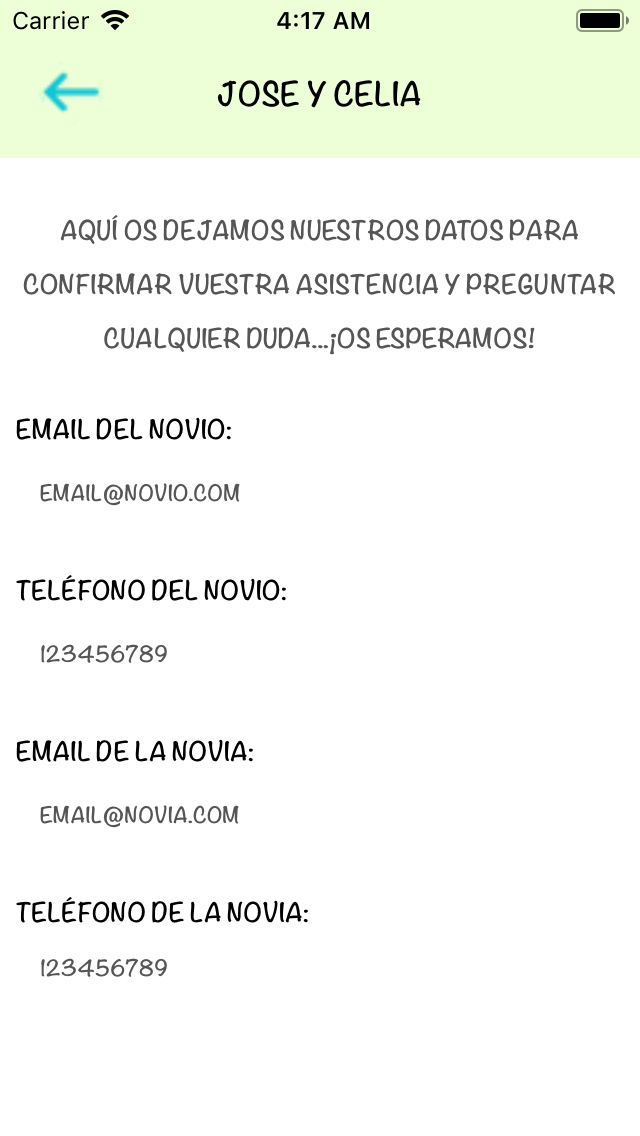 Carrier 4:17 AM
JOSE Y CELIA
AQUÍ OS DEJAMOS NUESTROS DATOS PARA
CONFIRMAR VUESTRA ASISTENCIA Y PREGUNTAR
CUALQUIER DUDA...¡OS ESPERAMOS!
EMAIL DEL NOVIO:
EMAIL@NOVIO.COM
TELÉFONO DEL NOVIO:
123456789
EMAIL DE LA NOVIA:
EMAIL@NOVIA.COM
TELÉFONO DE LA NOVIA:
123456789